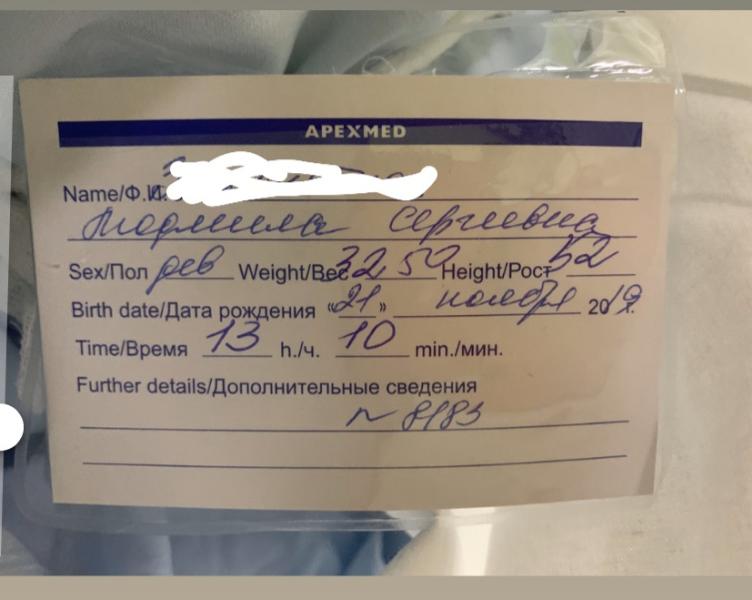 APEXMED
Name/Ф.И.
Людмила Сергеевна
Sex/Пол дев Weight/Вес 3250 Height/Рост 52
Birth date/Дата рождения «21» ноября 2019.
Time/Время 13 h./ч. 10 min./мин.
Further details/Дополнительные сведения
№ 8183